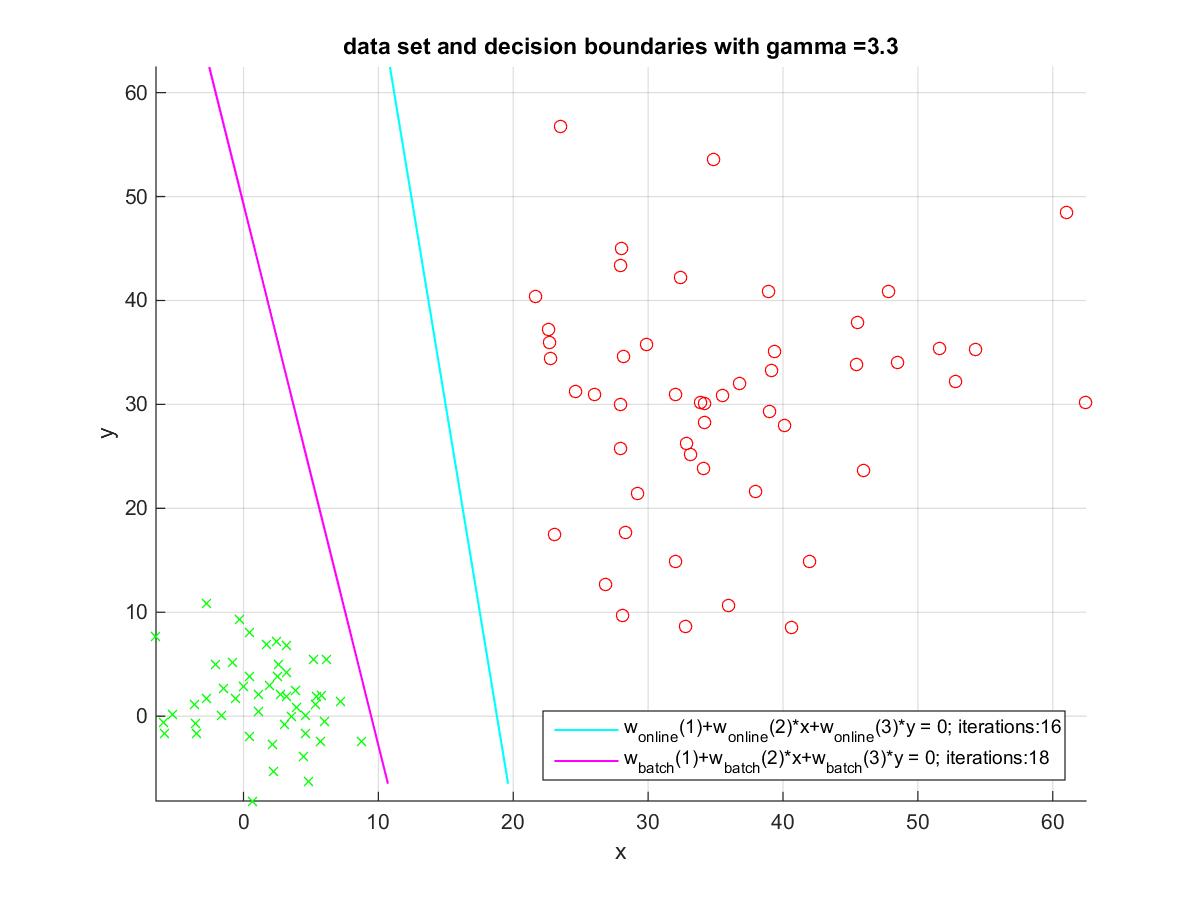 data set and decision boundaries with gamma =3.3
60
50
40
30
20
10
0
y
w_online(1)+w_online(2)*x+w_online(3)*y = 0; iterations:16
w_batch(1)+w_batch(2)*x+w_batch(3)*y = 0; iterations:18
0 10 20 30 40 50 60
x